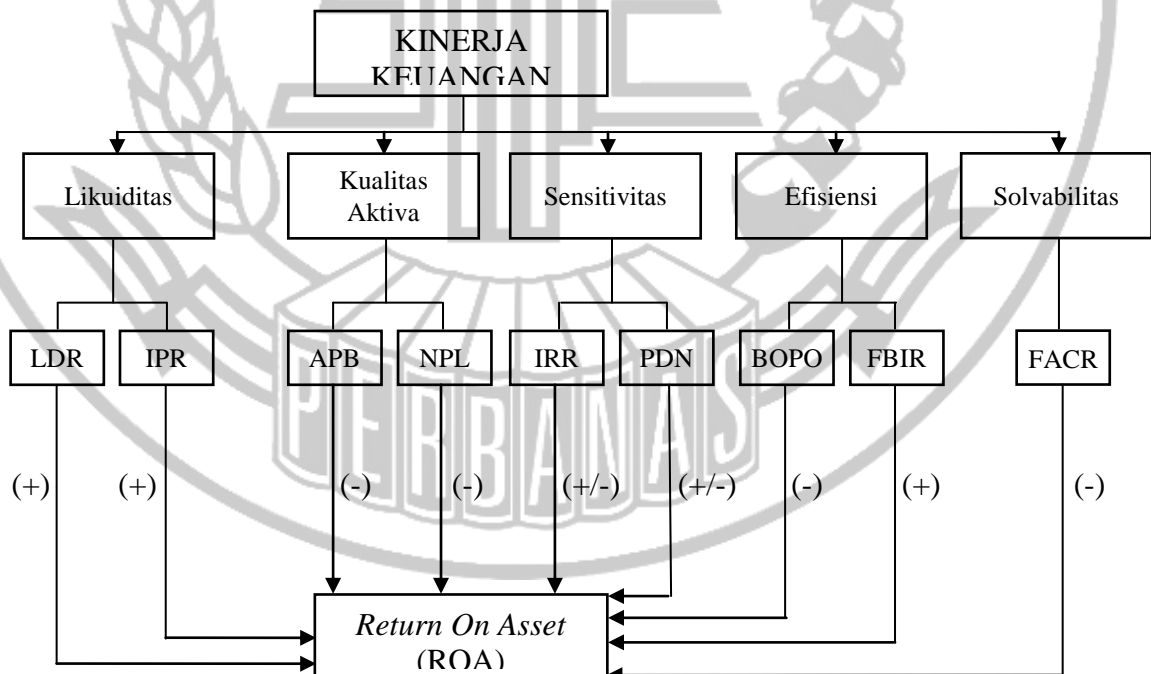 KINERJA
KEUANGAN
Likuiditas
Kualitas
Aktiva
Sensitivitas
Efisiensi
Solvabilitas
LDR
IPR
APB
NPL
IRR
PDN
BOPO
FBIR
FACR
PERBANAS
(+)
(+)
(-)
(-)
(+/-)
(+/-)
(-)
(+)
(-)
Return On Asset
(ROA)